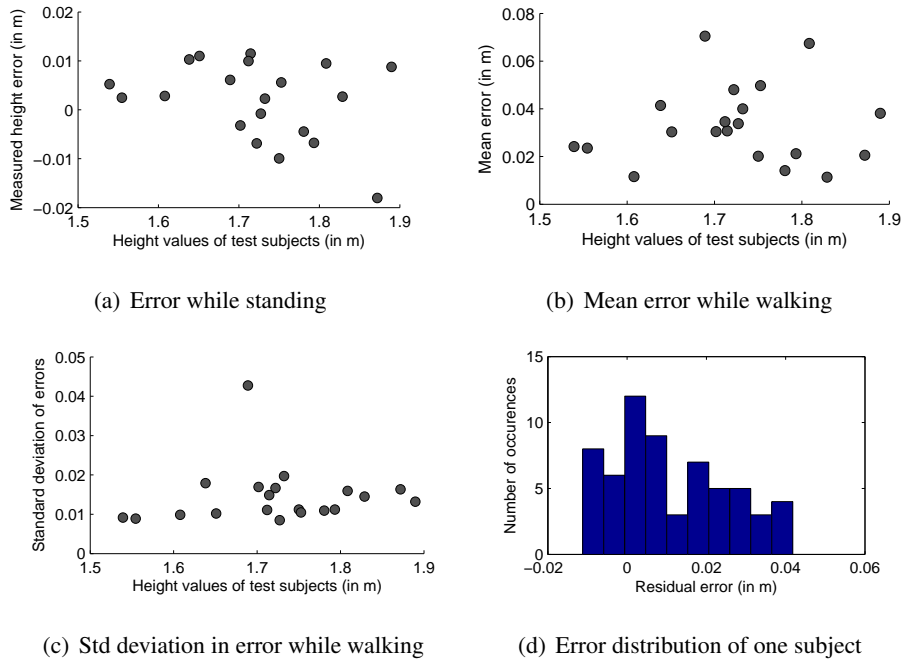 0.02
0.01
0
−0.01
−0.02
1.5 1.6 1.7 1.8 1.9
Measured height error (in m)
Height values of test subjects (in m)
(a) Error while standing
0.08
0.06
0.04
0.02
0
1.5 1.6 1.7 1.8 1.9
Mean error (in m)
Height values of test subjects (in m)
(b) Mean error while walking
0.05
0.04
0.03
0.02
0.01
0
1.5 1.6 1.7 1.8 1.9
Standard deviation of errors
Height values of test subjects (in m)
(c) Std deviation in error while walking
15
10
5
0
−0.02 0 0.02 0.04 0.06
Number of occurences
Residual error (in m)
(d) Error distribution of one subject